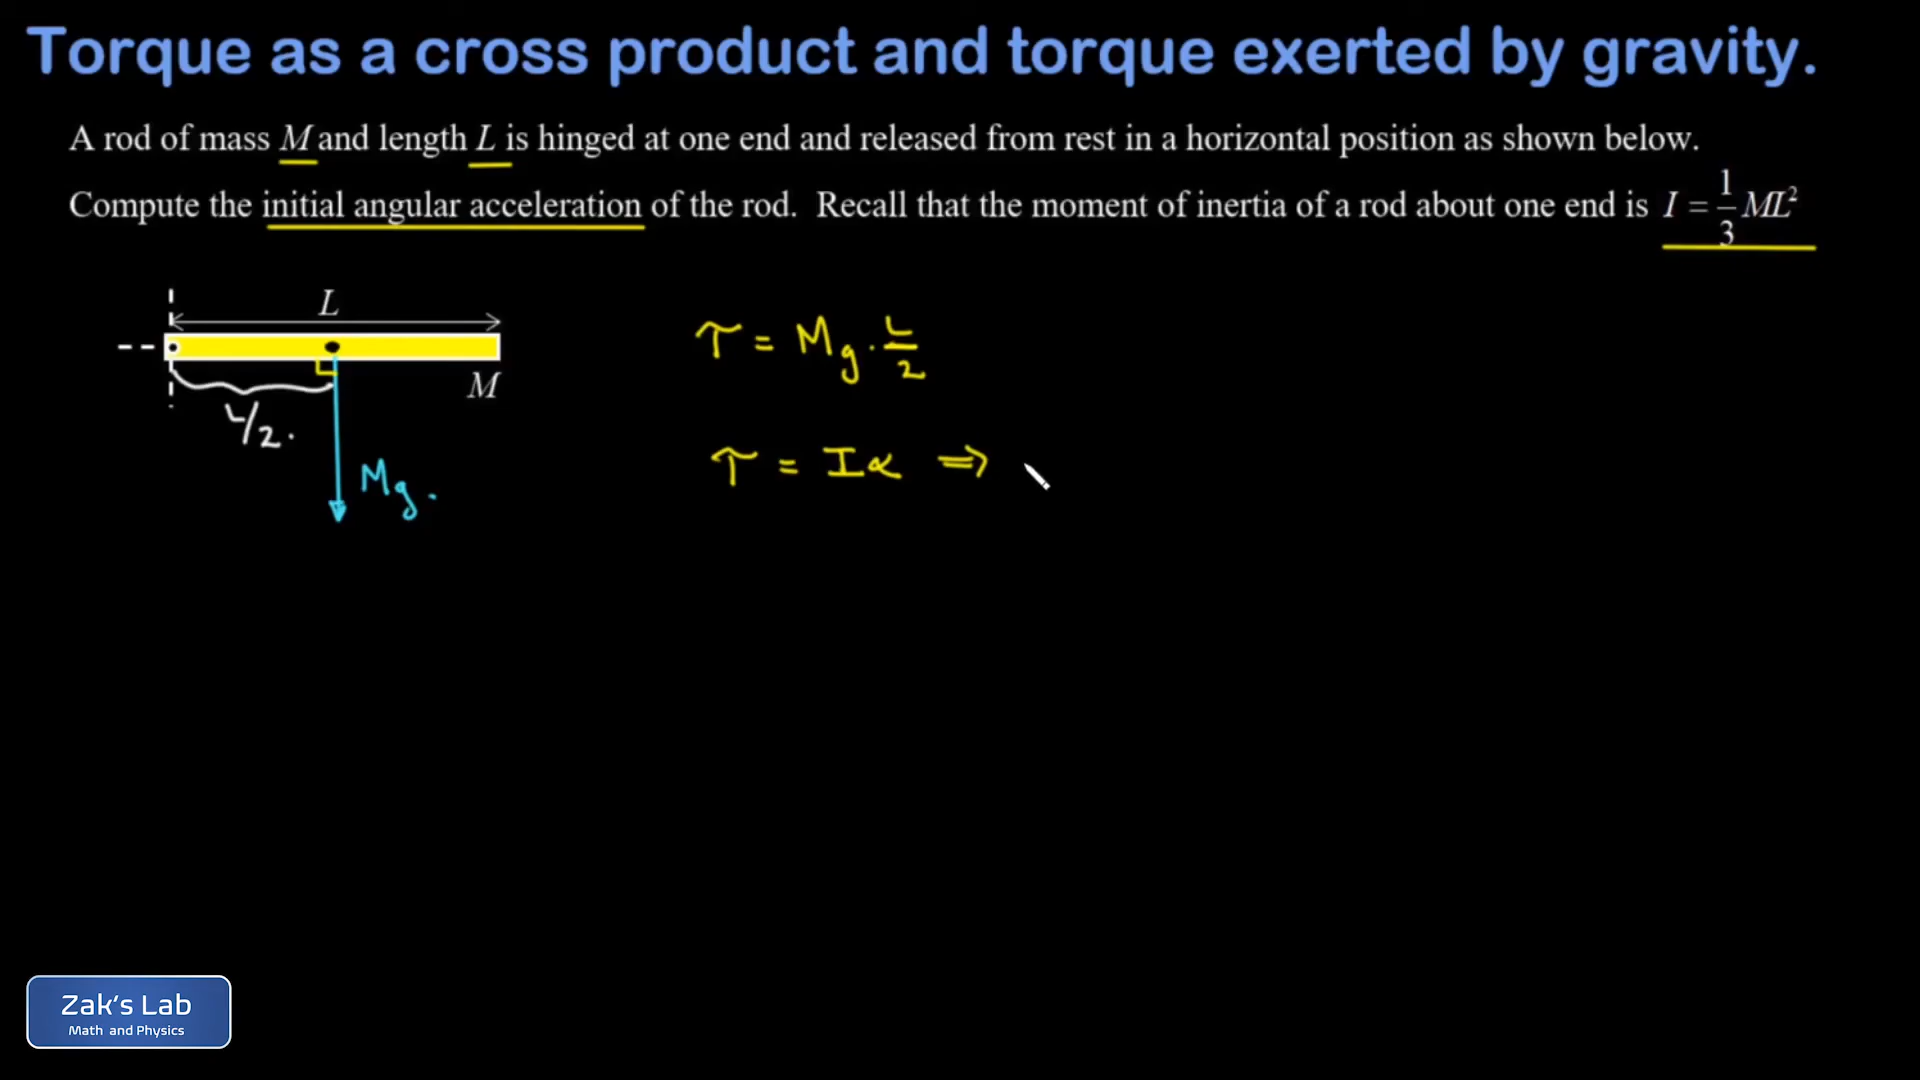 Torque as a cross product and torque exerted by gravity.
A rod of mass M and length L is hinged at one end and released from rest in a horizontal position as shown below.
Compute the initial angular acceleration of the rod. Recall that the moment of inertia of a rod about one end is I = 1/3 ML²
L
M
L/2.
Mg.
τ = Mg · L/2
τ = Iα ⇒
Zak's Lab
Math and Physics